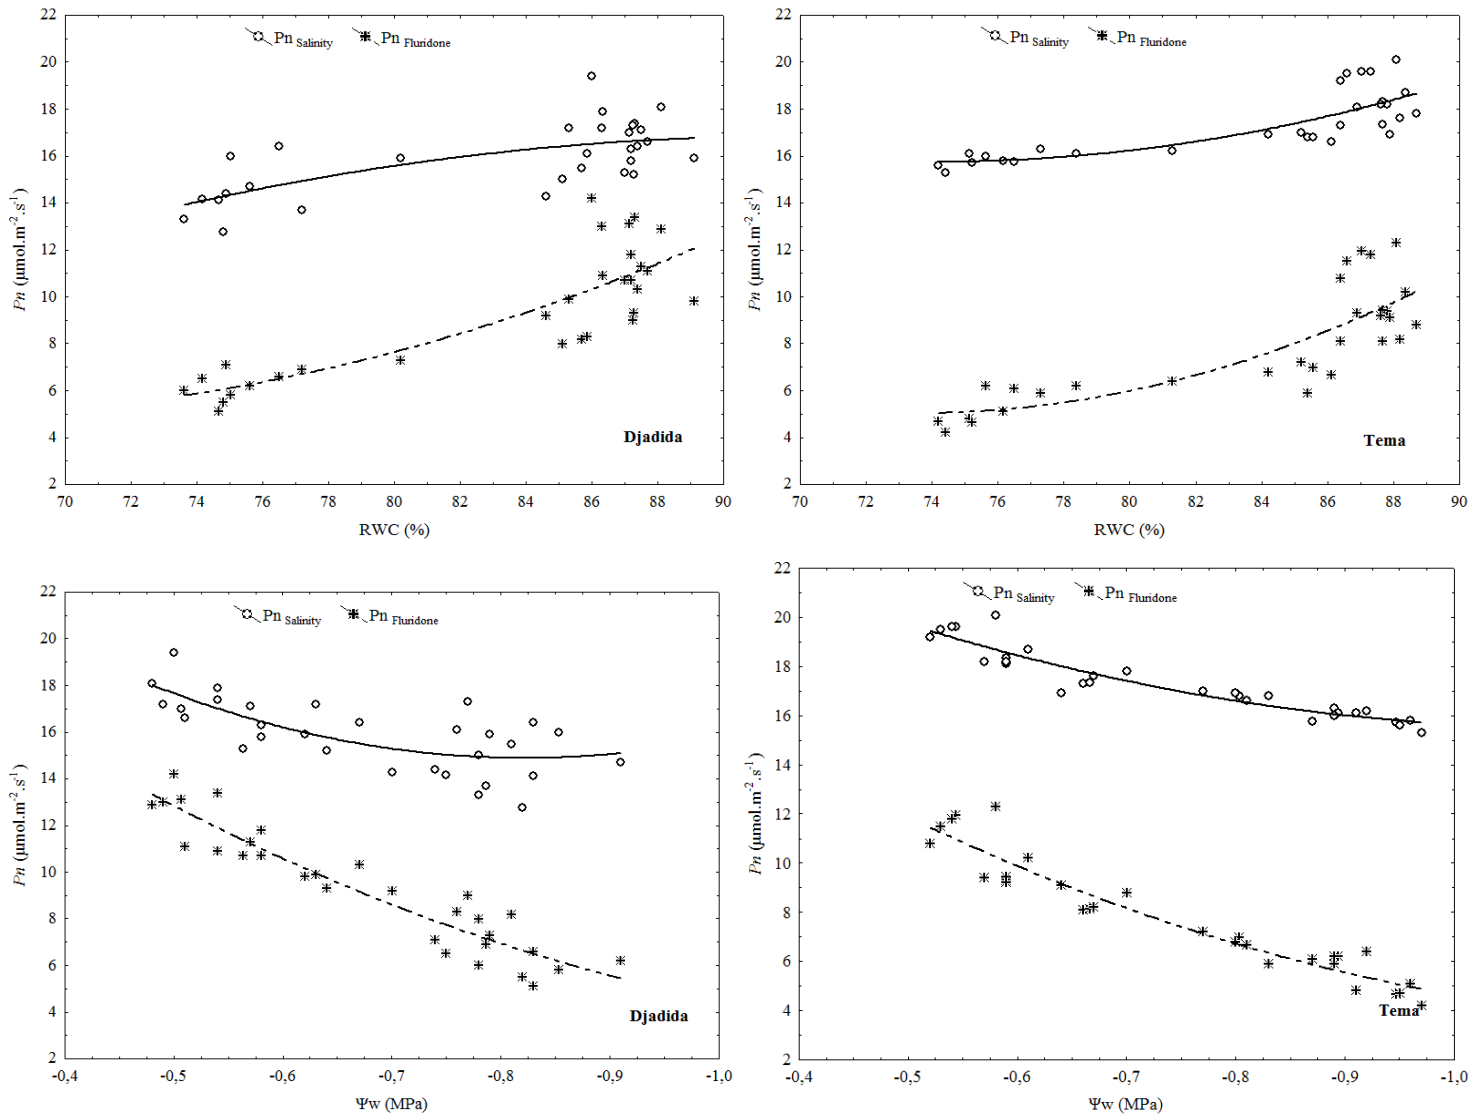 Pn Salinity Pn Fluridone
22
20
18
16
14
12
10
8
6
4
2
Pn (µmol.m-2.s-1)
Djadida
70 72 74 76 78 80 82 84 86 88 90
RWC (%)
Pn Salinity Pn Fluridone
22
20
18
16
14
12
10
8
6
4
2
Pn (µmol.m-2.s-1)
Tema
70 72 74 76 78 80 82 84 86 88 90
RWC (%)
Pn Salinity Pn Fluridone
22
20
18
16
14
12
10
8
6
4
2
Pn (µmol.m-2.s-1)
Djadida
-0,4 -0,5 -0,6 -0,7 -0,8 -0,9 -1,0
Ψw (MPa)
Pn Salinity Pn Fluridone
22
20
18
16
14
12
10
8
6
4
2
Pn (µmol.m-2.s-1)
Tema
-0,4 -0,5 -0,6 -0,7 -0,8 -0,9 -1,0
Ψw (MPa)